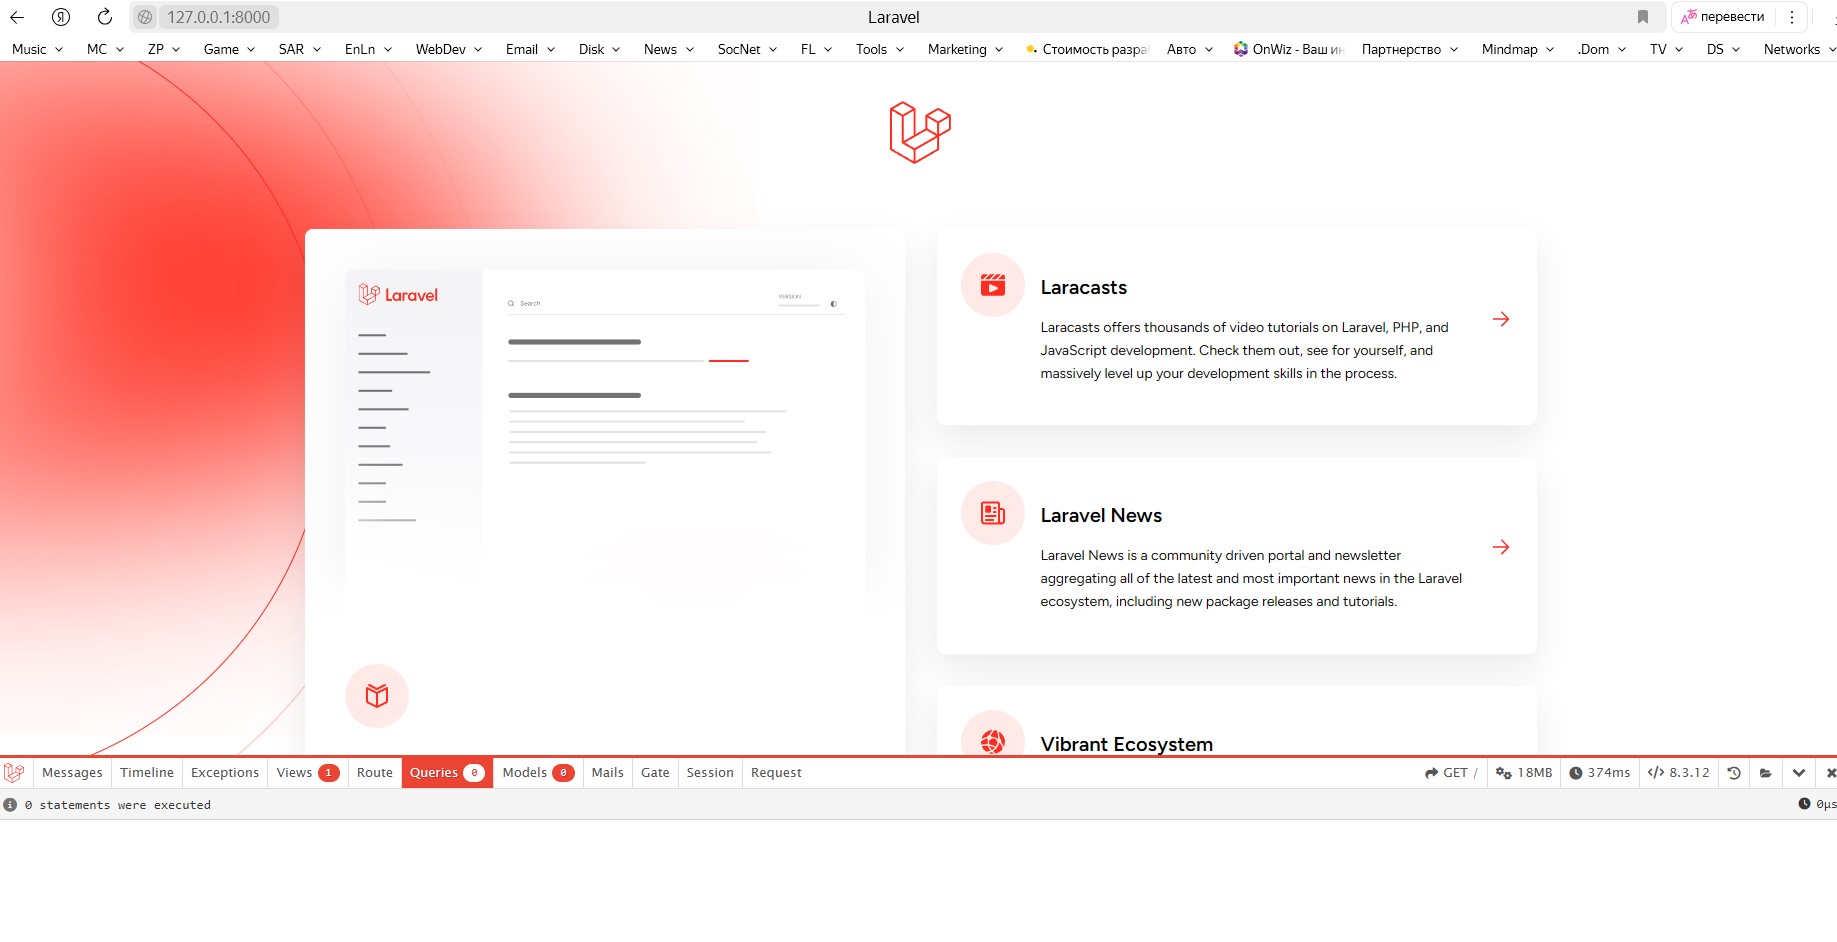 127.0.0.1:8000
Laravel
перевести
Music MC ZP Game SAR EnLn WebDev Email Disk News SocNet FL Tools Marketing Стоимость разра Авто OnWiz - Ваш ин Партнерство Mindmap .Dom TV DS Networks
Laravel
Search
VERSION
Laracasts
Laracasts offers thousands of video tutorials on Laravel, PHP, and
JavaScript development. Check them out, see for yourself, and
massively level up your development skills in the process.
Laravel News
Laravel News is a community driven portal and newsletter
aggregating all of the latest and most important news in the Laravel
ecosystem, including new package releases and tutorials.
Vibrant Ecosystem
Messages Timeline Exceptions Views 1 Route Queries 0 Models 0 Mails Gate Session Request GET / 18MB 374ms 8.3.12
0 statements were executed 0μs